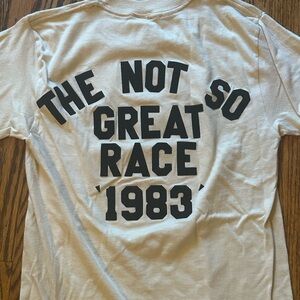 THE NOT SO
GREAT
RACE
'1983'